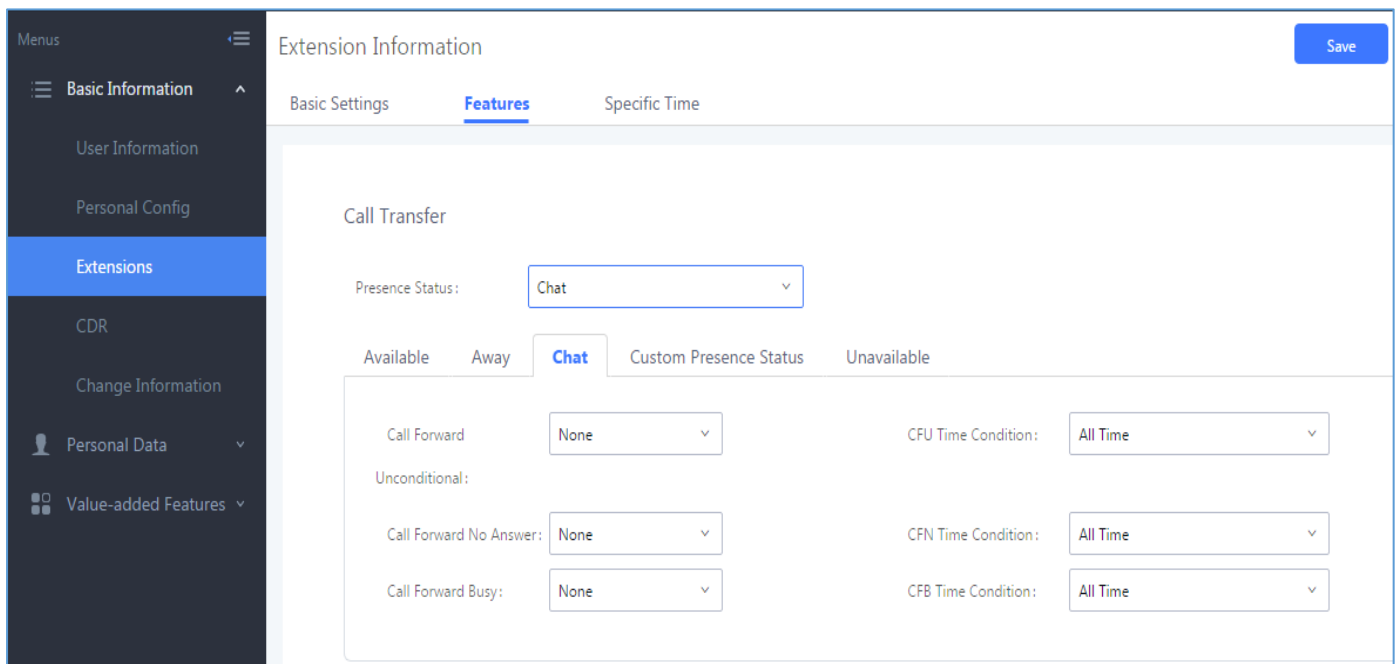 Menus
Basic Information
User Information
Personal Config
Extensions
CDR
Change Information
Personal Data
Value-added Features
Extension Information
Save
Basic Settings Features Specific Time
Call Transfer
Presence Status: Chat
Available Away Chat Custom Presence Status Unavailable
Call Forward None CFU Time Condition: All Time
Unconditional:
Call Forward No Answer: None CFN Time Condition: All Time
Call Forward Busy: None CFB Time Condition: All Time